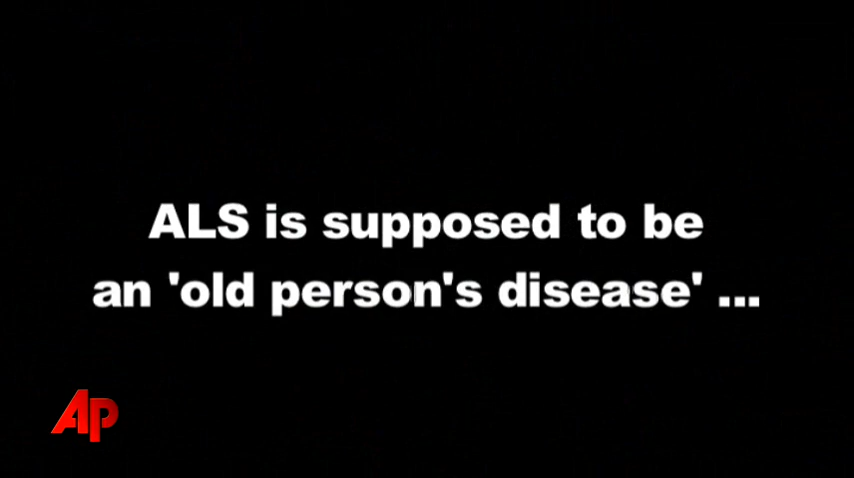 ALS is supposed to be
an 'old person's disease' ...
AP